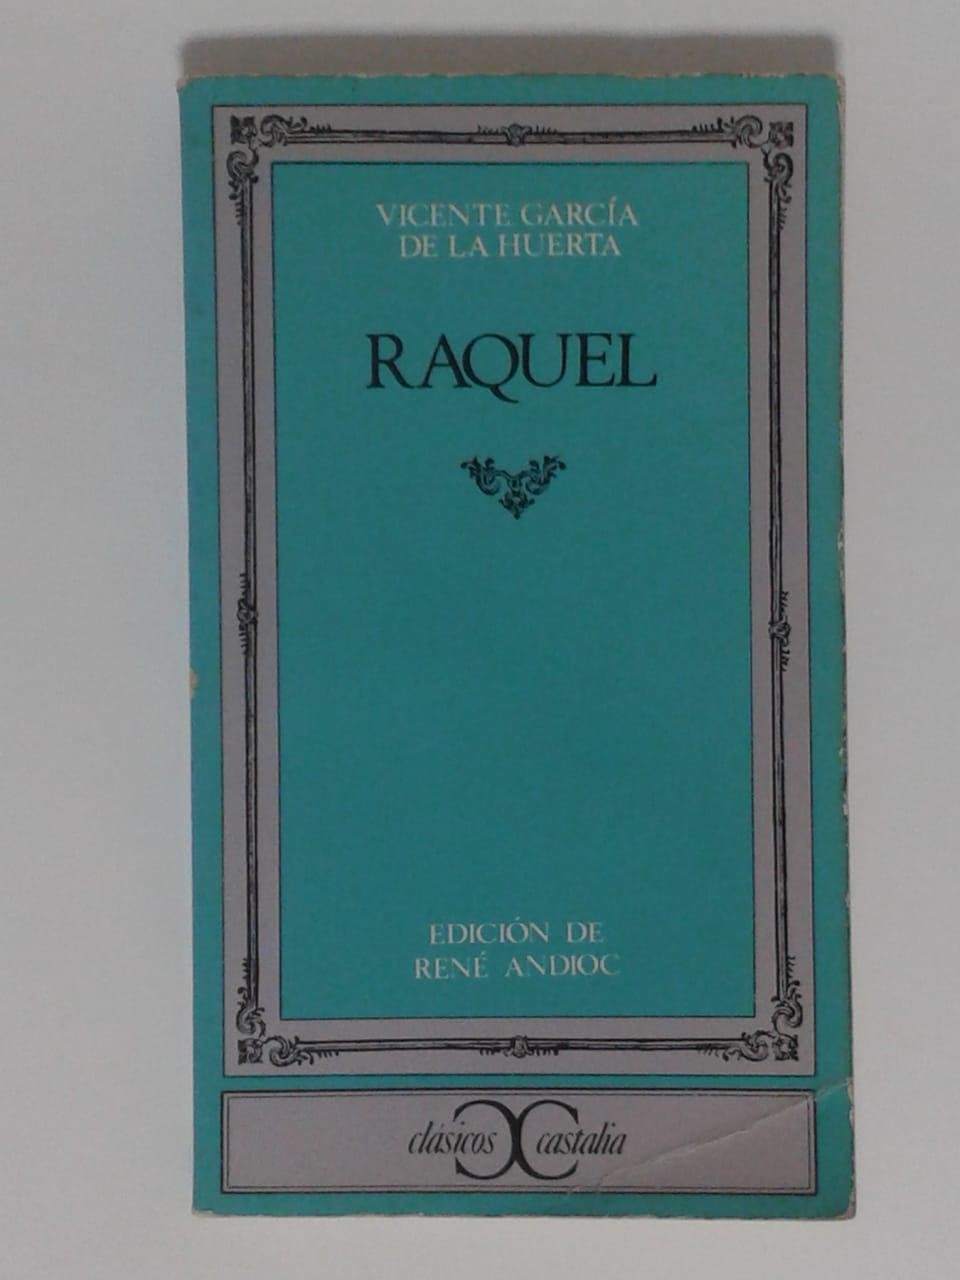 VICENTE GARCÍA
DE LA HUERTA
RAQUEL
EDICIÓN DE
RENÉ ANDIOC
clásicos castalia